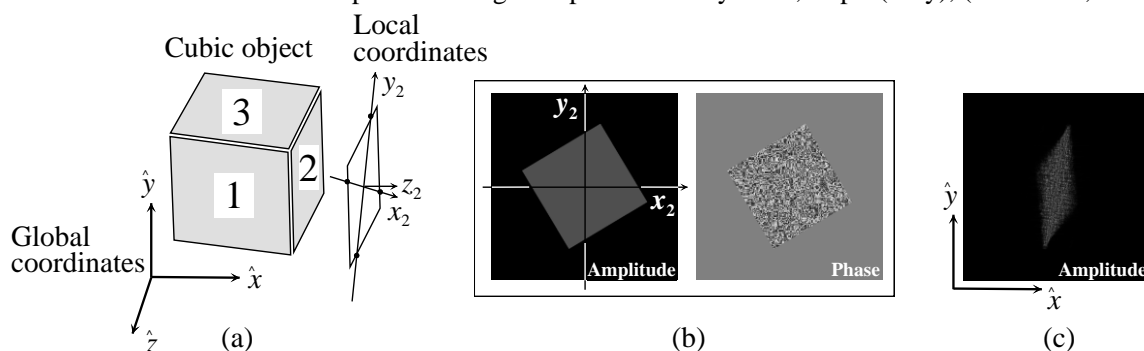 Cubic object
Local
coordinates
y₂
3
1
2
z₂
x₂
ŷ
Global
coordinates
x̂
ẑ
(a)
y₂
x₂
Amplitude
Phase
(b)
ŷ
Amplitude
x̂
(c)